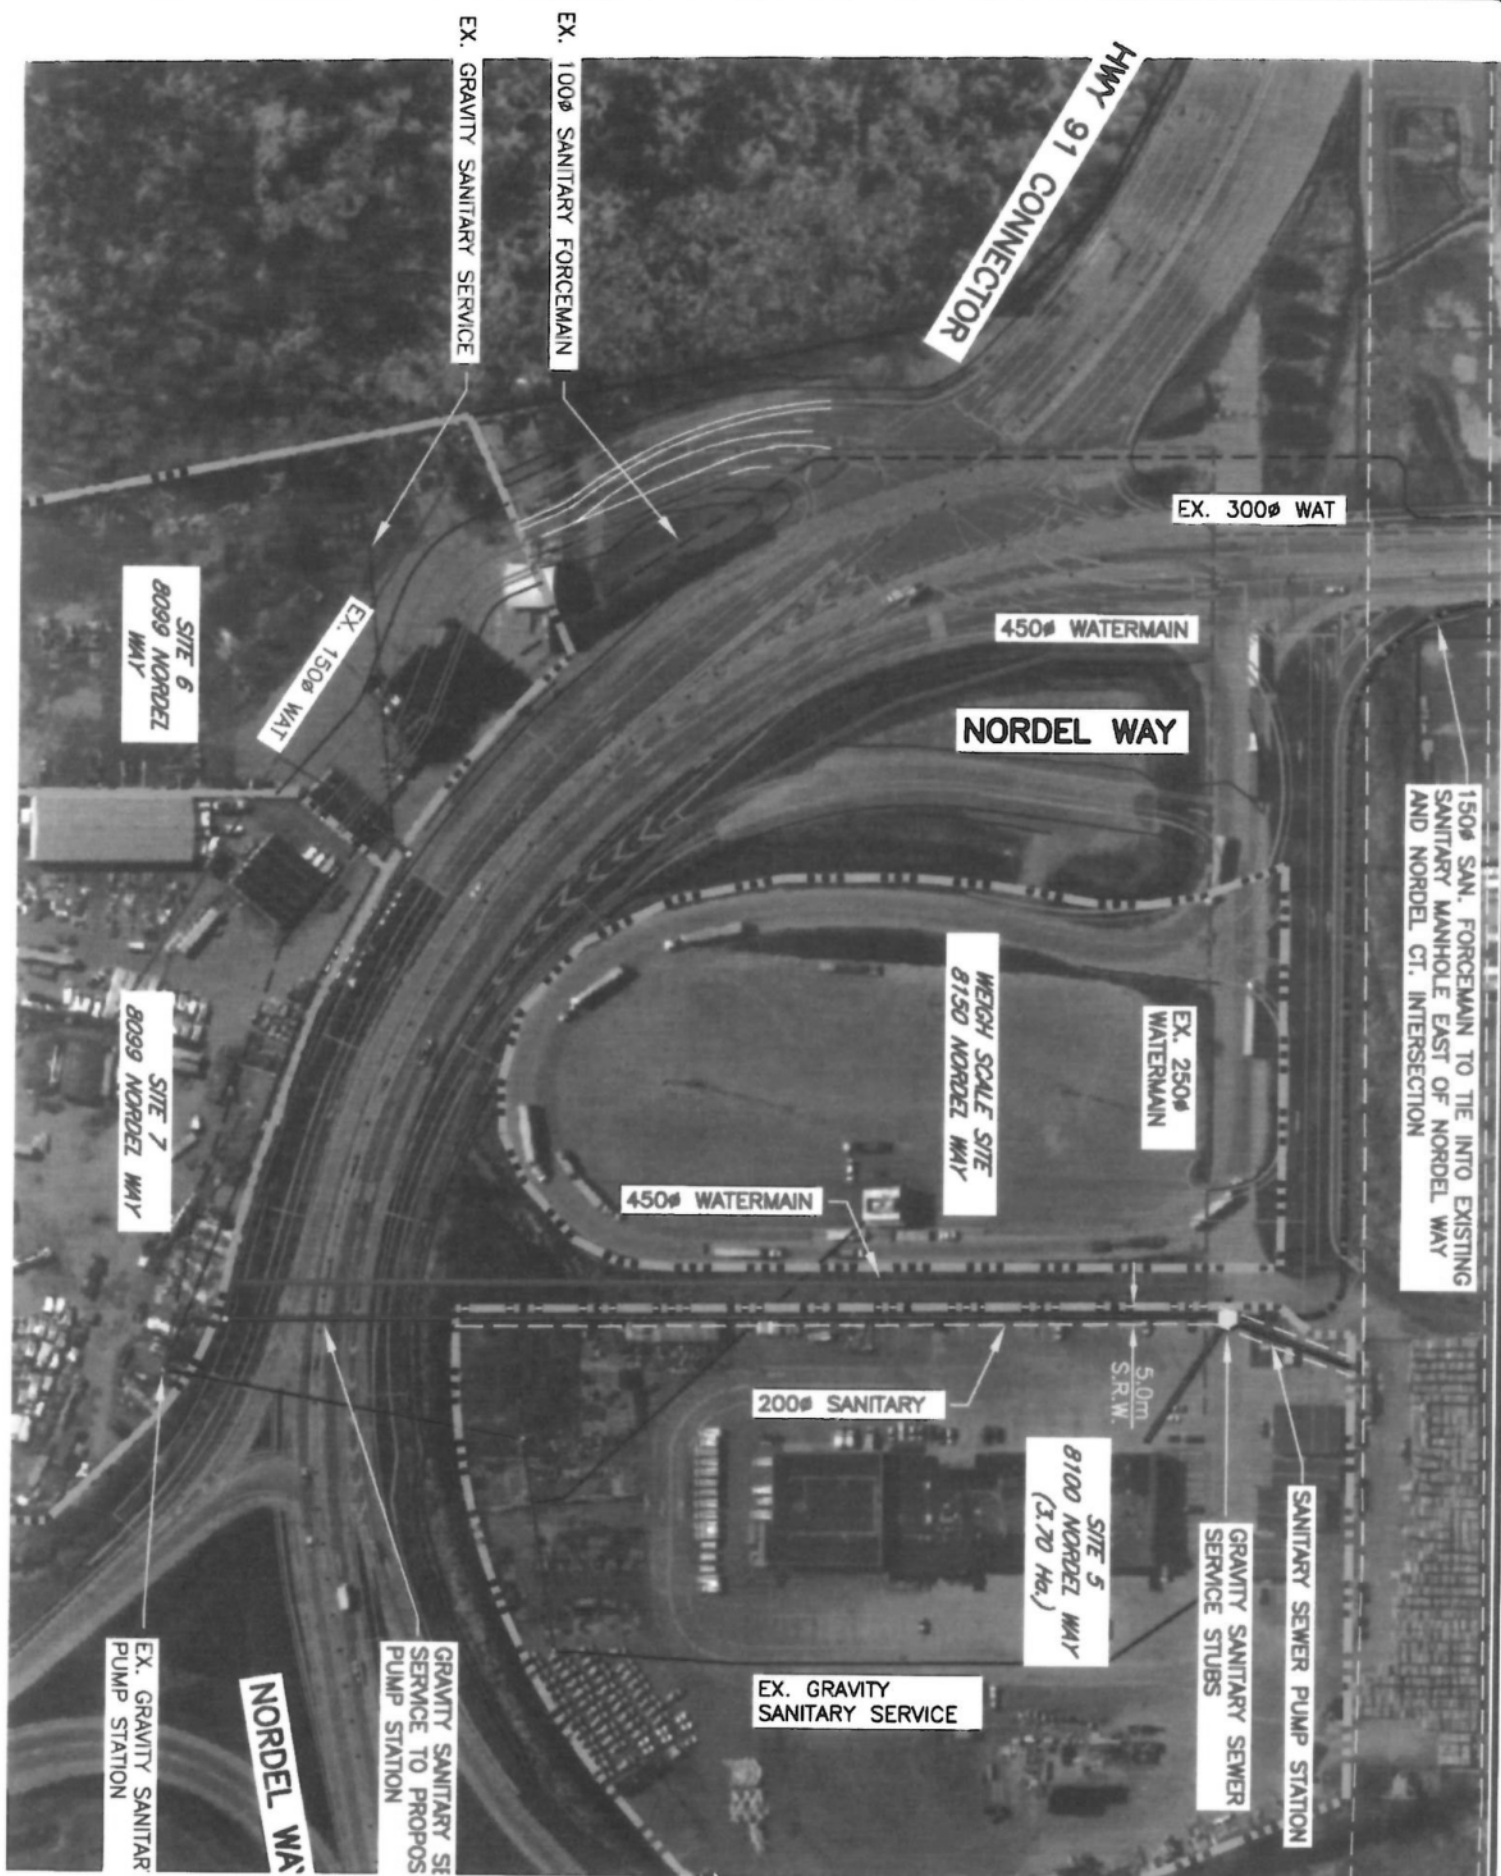 EX. GRAVITY SANITARY SERVICE
EX. 100ø SANITARY FORCEMAIN
HWY 91 CONNECTOR
EX. 300ø WAT
450ø WATERMAIN
NORDEL WAY
150ø SAN. FORCEMAIN TO TIE INTO EXISTING
SANITARY MANHOLE EAST OF NORDEL WAY
AND NORDEL CT. INTERSECTION
SITE 6
8099 NORDEL
WAY
EX. 150ø WAT
WEIGH SCALE SITE
8150 NORDEL WAY
EX. 250ø
WATERMAIN
SITE 7
8099 NORDEL WAY
450ø WATERMAIN
5.0m
S.R.W.
200ø SANITARY
SITE 5
8100 NORDEL WAY
(3.70 Ha.)
GRAVITY SANITARY SEWER
SERVICE STUBS
SANITARY SEWER PUMP STATION
EX. GRAVITY
SANITARY SERVICE
GRAVITY SANITARY SE
SERVICE TO PROPOS
PUMP STATION
EX. GRAVITY SANITAR
PUMP STATION
NORDEL WAY